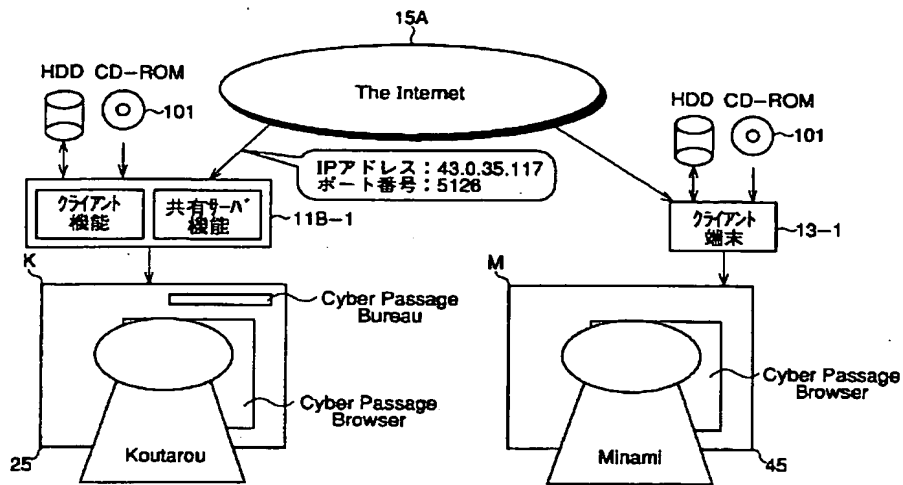 15A
The Internet
HDD CD-ROM
101
IPアドレス：43.0.35.117
ポート番号：5126
HDD CD-ROM
101
クライアント
機能
共有サーバ
機能
11B-1
クライアント
端末
13-1
K
Cyber Passage
Bureau
Cyber Passage
Browser
Koutarou
25
M
Cyber Passage
Browser
Minami
45